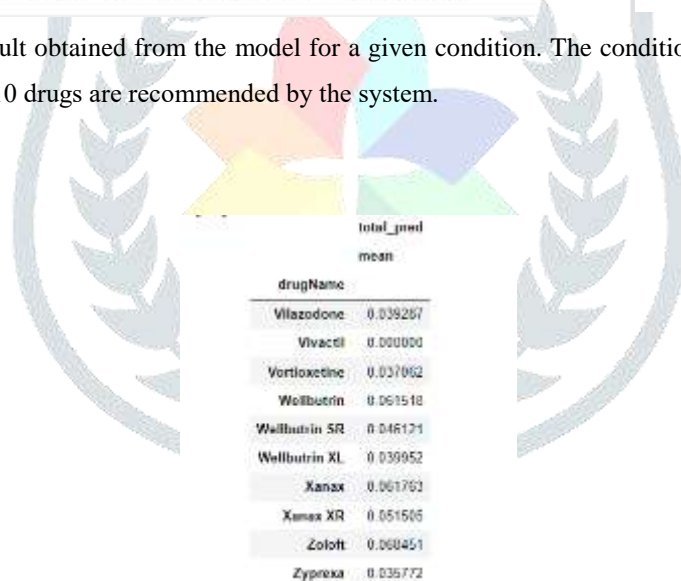 ult obtained from the model for a given condition. The conditio
0 drugs are recommended by the system.
total_pred
mean
drugName
Vilazodone 0.039287
Vivactil 0.000000
Vortioxetine 0.037062
Wellbutrin 0.061518
Wellbutrin SR 0.046121
Wellbutrin XL 0.039952
Xanax 0.061763
Xanax XR 0.051505
Zoloft 0.068451
Zyprexa 0.035772